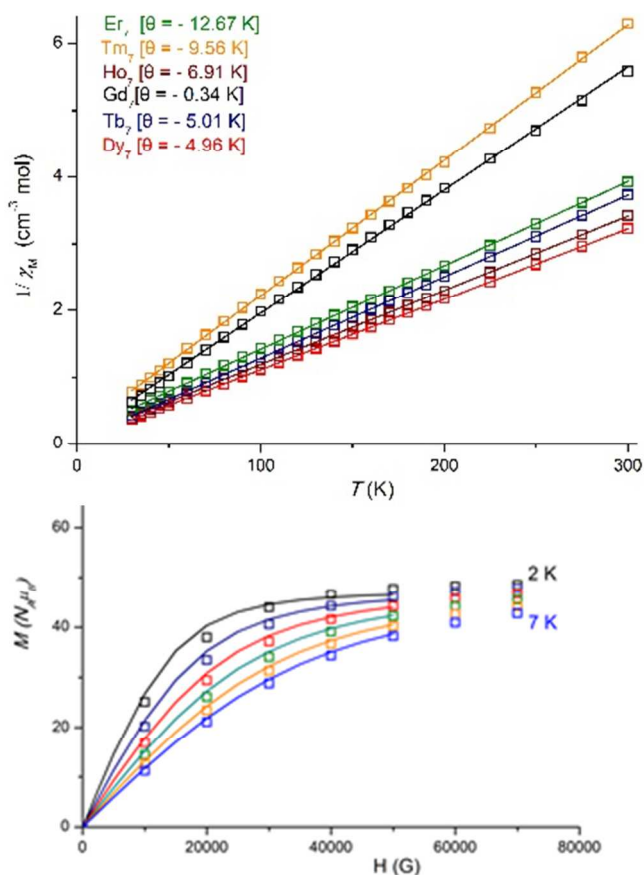 Er7 [θ = - 12.67 K]
Tm7 [θ = - 9.56 K]
Ho7 [θ = - 6.91 K]
Gd7 [θ = - 0.34 K]
Tb7 [θ = - 5.01 K]
Dy7 [θ = - 4.96 K]
6
4
2
0
1/χM (cm-3 mol)
0
100
200
300
T (K)
60
40
20
0
M (NAμB)
2 K
7 K
0
20000
40000
60000
80000
H (G)